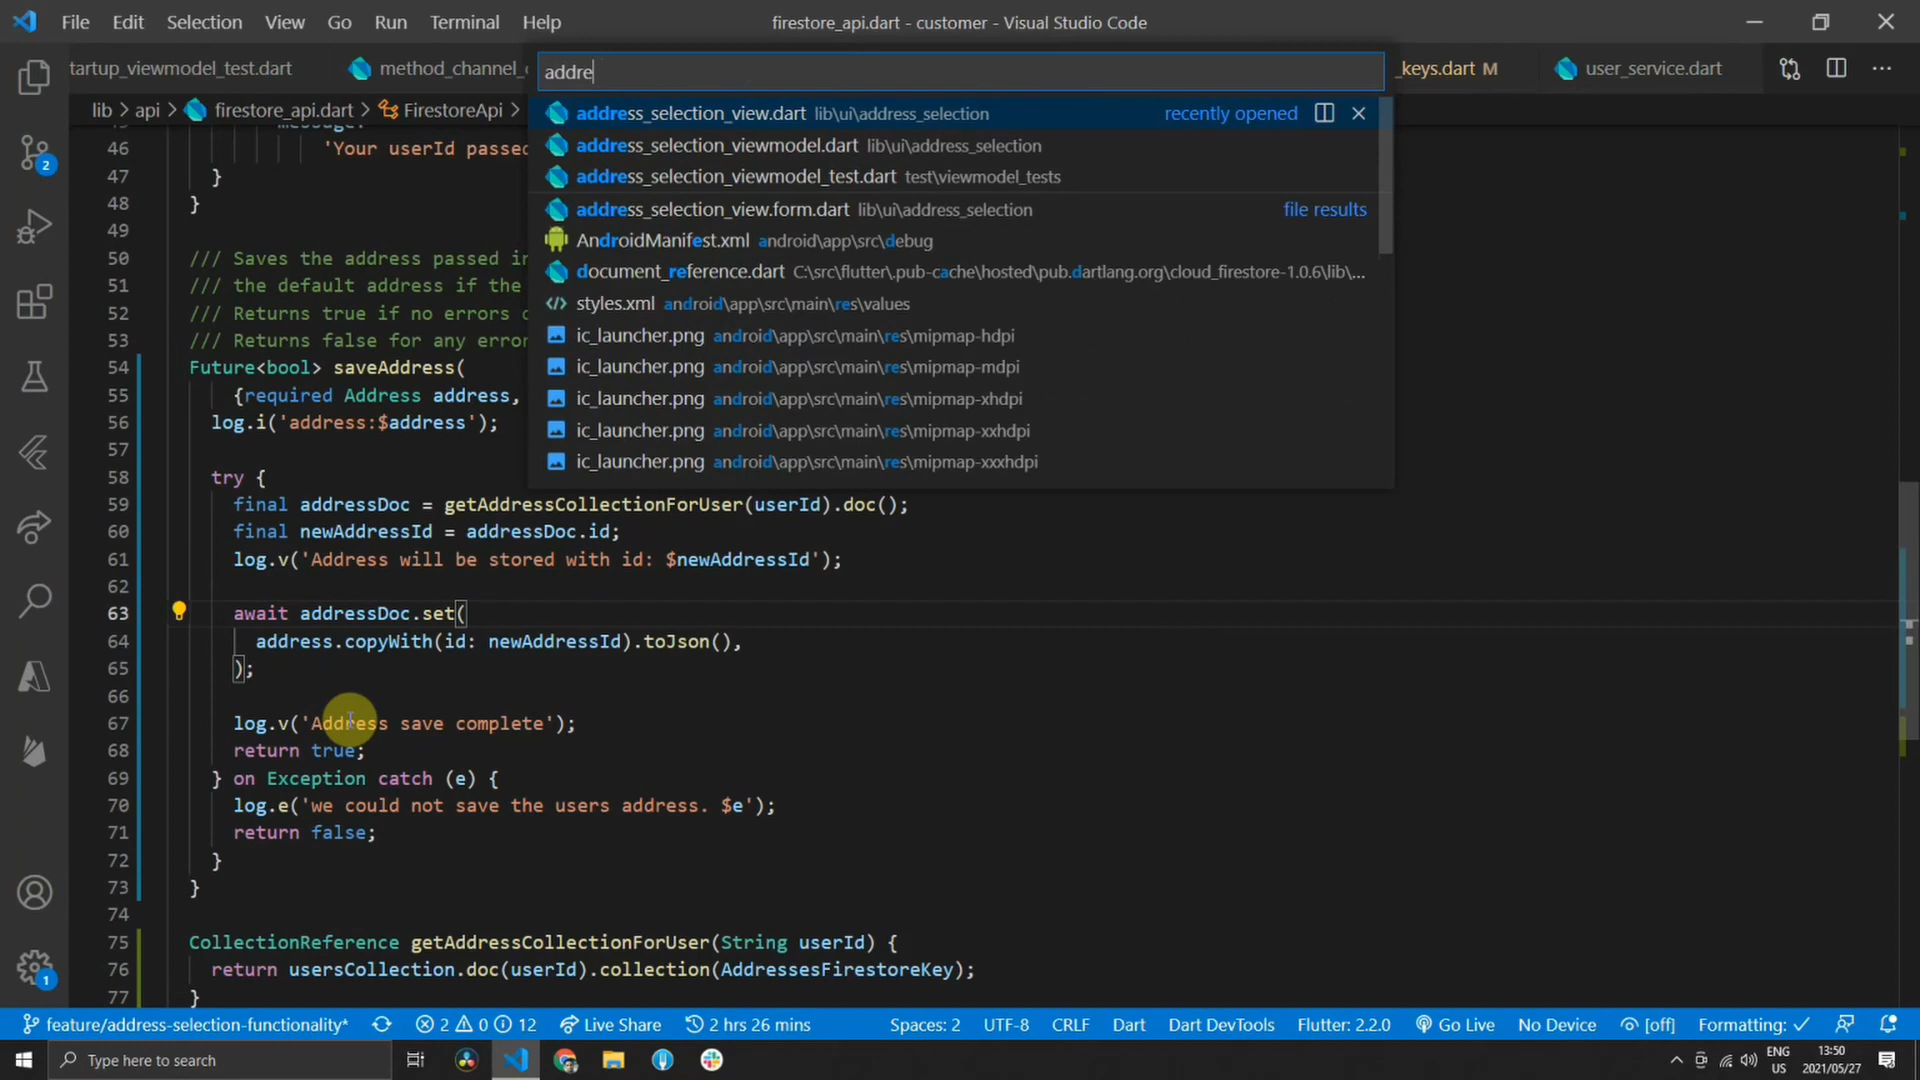 File Edit Selection View Go Run Terminal Help
firestore_api.dart - customer - Visual Studio Code
tartup_viewmodel_test.dart
method_channel_
addre
_keys.dart M
user_service.dart
lib > api > firestore_api.dart > FirestoreApi >
address_selection_view.dart lib\ui\address_selection recently opened
address_selection_viewmodel.dart lib\ui\address_selection
address_selection_viewmodel_test.dart test\viewmodel_tests
address_selection_view.form.dart lib\ui\address_selection file results
AndroidManifest.xml android\app\src\debug
document_reference.dart C:\src\flutter\.pub-cache\hosted\pub.dartlang.org\cloud_firestore-1.0.6\lib\...
styles.xml android\app\src\main\res\values
ic_launcher.png android\app\src\main\res\mipmap-hdpi
ic_launcher.png android\app\src\main\res\mipmap-mdpi
ic_launcher.png android\app\src\main\res\mipmap-xhdpi
ic_launcher.png android\app\src\main\res\mipmap-xxhdpi
ic_launcher.png android\app\src\main\res\mipmap-xxxhdpi
46 'Your userId passed
47 }
48 }
49
50 /// Saves the address passed in
51 /// the default address if the
52 /// Returns true if no errors
53 /// Returns false for any error
54 Future<bool> saveAddress(
55 {required Address address,
56 log.i('address:$address');
57
58 try {
59 final addressDoc = getAddressCollectionForUser(userId).doc();
60 final newAddressId = addressDoc.id;
61 log.v('Address will be stored with id: $newAddressId');
62
63 await addressDoc.set(
64 address.copyWith(id: newAddressId).toJson(),
65 );
66
67 log.v('Address save complete');
68 return true;
69 } on Exception catch (e) {
70 log.e('we could not save the users address. $e');
71 return false;
72 }
73 }
74
75 CollectionReference getAddressCollectionForUser(String userId) {
76 return usersCollection.doc(userId).collection(AddressesFirestoreKey);
77 }
2
1
feature/address-selection-functionality* 2 0 12 Live Share 2 hrs 26 mins Spaces: 2 UTF-8 CRLF Dart Dart DevTools Flutter: 2.2.0 Go Live No Device [off] Formatting: ✓
Type here to search
ENG
US
13:50
2021/05/27